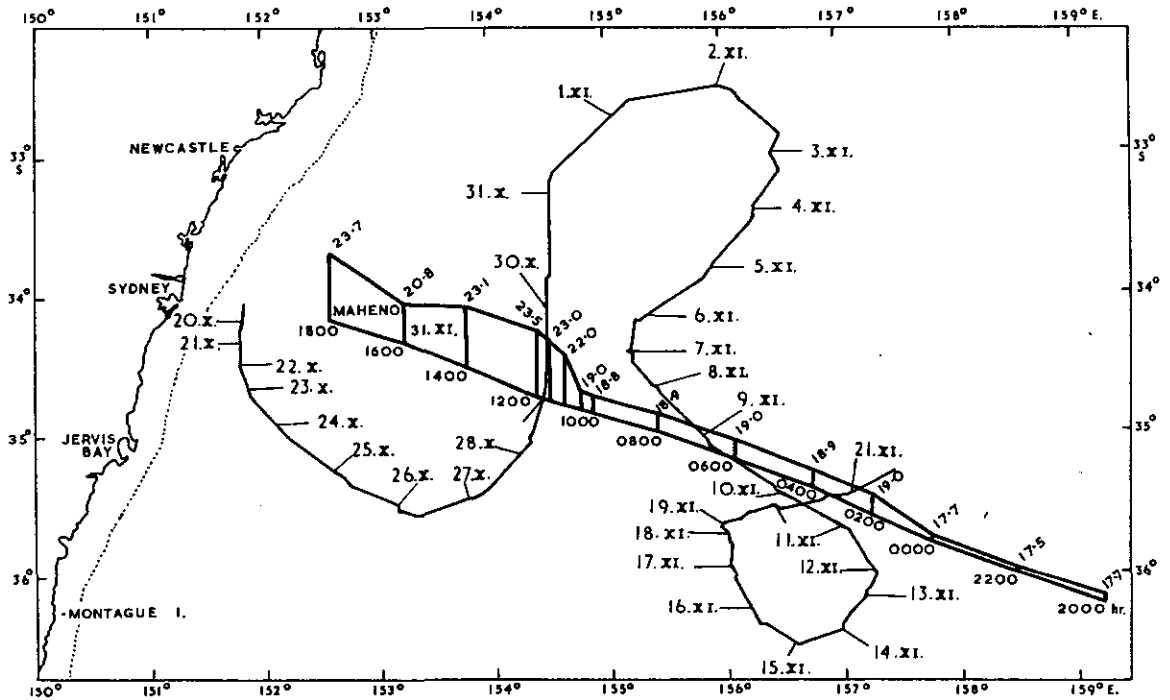 150° 151° 152° 153° 154° 155° 156° 157° 158° 159° E.
2. XI.
1. XI.
NEWCASTLE
33° S
33° S
3. XI.
31. X.
4. XI.
23·7
30. X.
5. XI.
SYDNEY
20·8
23·1
34°
34°
MAHENO
23·5
23·0
6. XI.
20. X.
1800
31. XI.
22·0
21. X.
1600
7. XI.
22. X.
1400
19·0
18·8
8. XI.
23. X.
1200
1000
9. XI.
24. X.
0800
19·0
JERVIS BAY
35°
35°
28. X.
0600
18·9
21. XI.
25. X.
26. X.
27. X.
10. XI.
0400
19·0
19. XI.
0200
17·7
18. XI.
11. XI.
0000
17·5
36°
17. XI.
12. XI.
2200
36°
17·7
16. XI.
13. XI.
2000 hr.
MONTAGUE I.
14. XI.
15. XI.
150° 151° 152° 153° 154° 155° 156° 157° 158° 159° E.